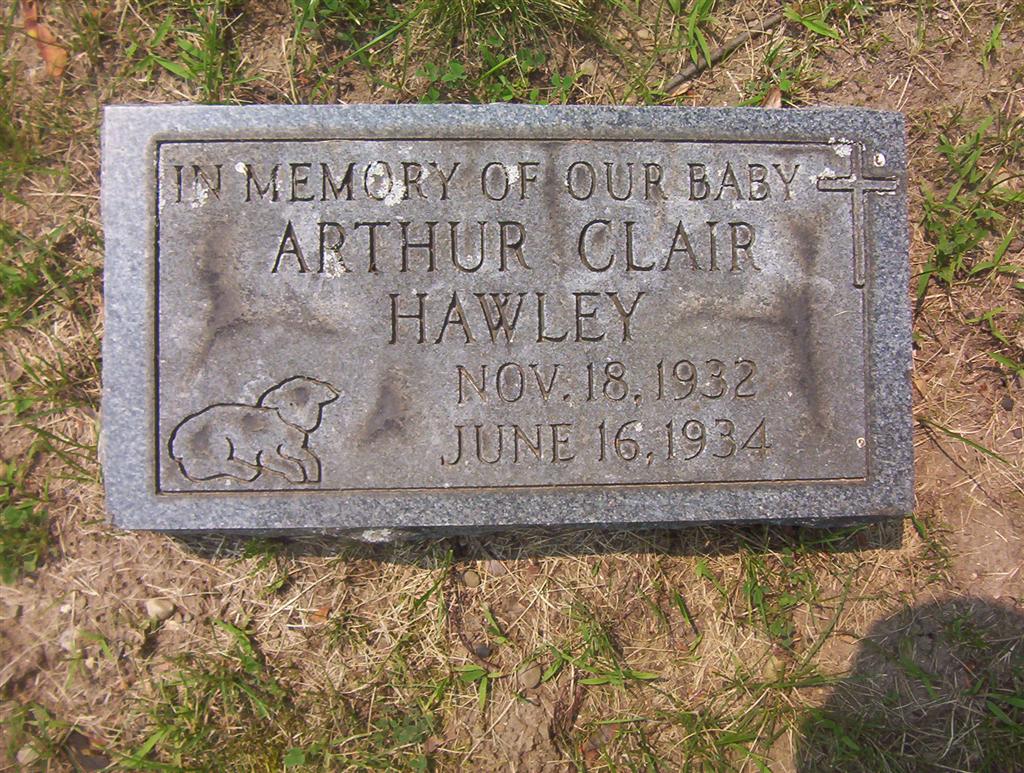 IN MEMORY OF OUR BABY
ARTHUR CLAIR
HAWLEY
NOV. 18, 1932
JUNE 16, 1934